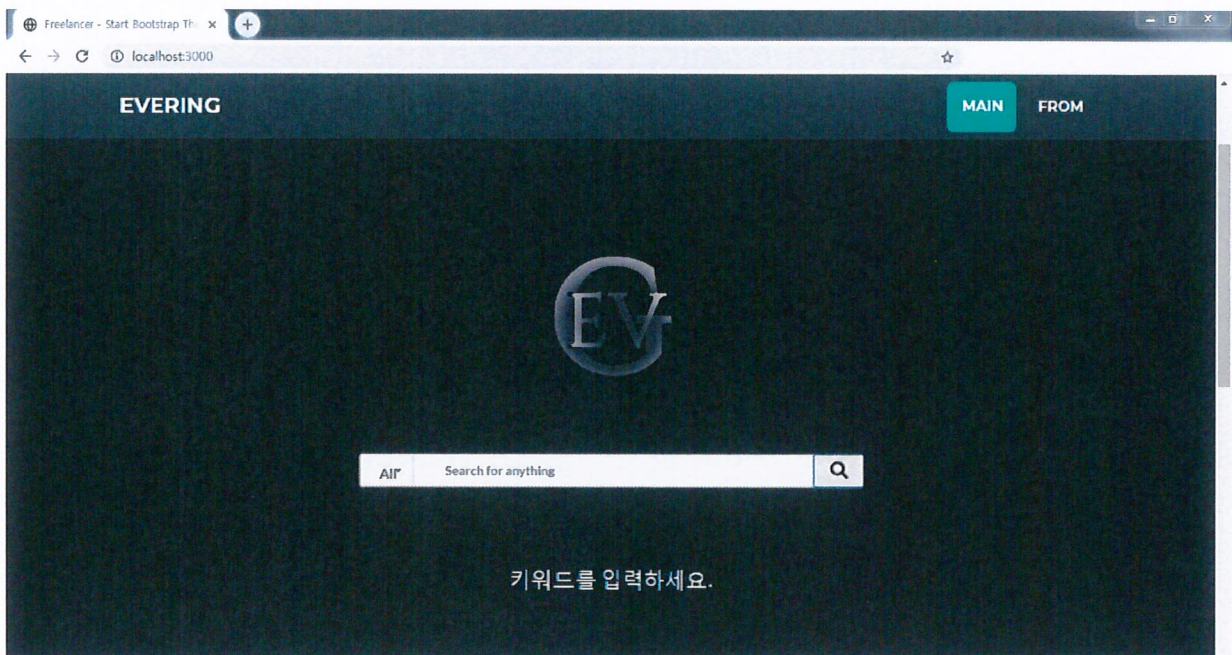 Freelancer - Start Bootstrap Th
localhost:3000
EVERING
MAIN
FROM
EVG
All
Search for anything
키워드를 입력하세요.